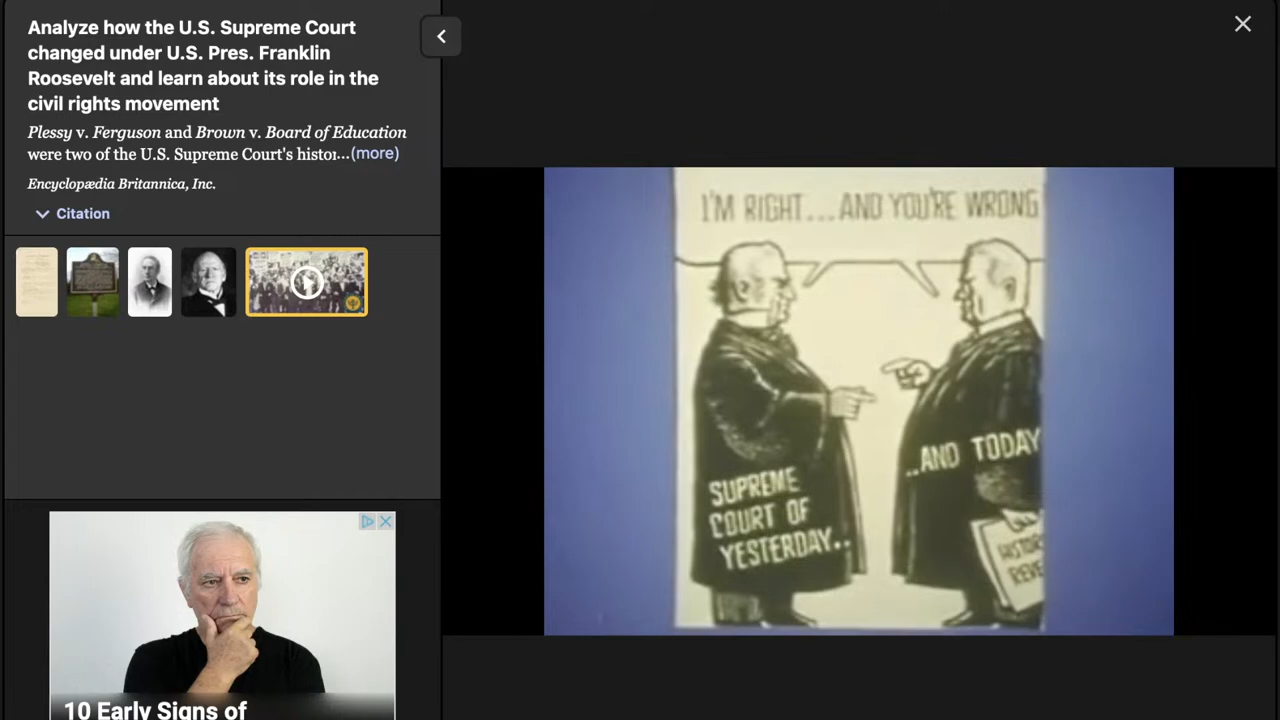 Analyze how the U.S. Supreme Court
changed under U.S. Pres. Franklin
Roosevelt and learn about its role in the
civil rights movement
Plessy v. Ferguson and Brown v. Board of Education
were two of the U.S. Supreme Court's histor...(more)
Encyclopædia Britannica, Inc.
Citation
10 Early Signs of
I'M RIGHT...AND YOU'RE WRONG
SUPREME
COURT OF
YESTERDAY..
..AND TODAY